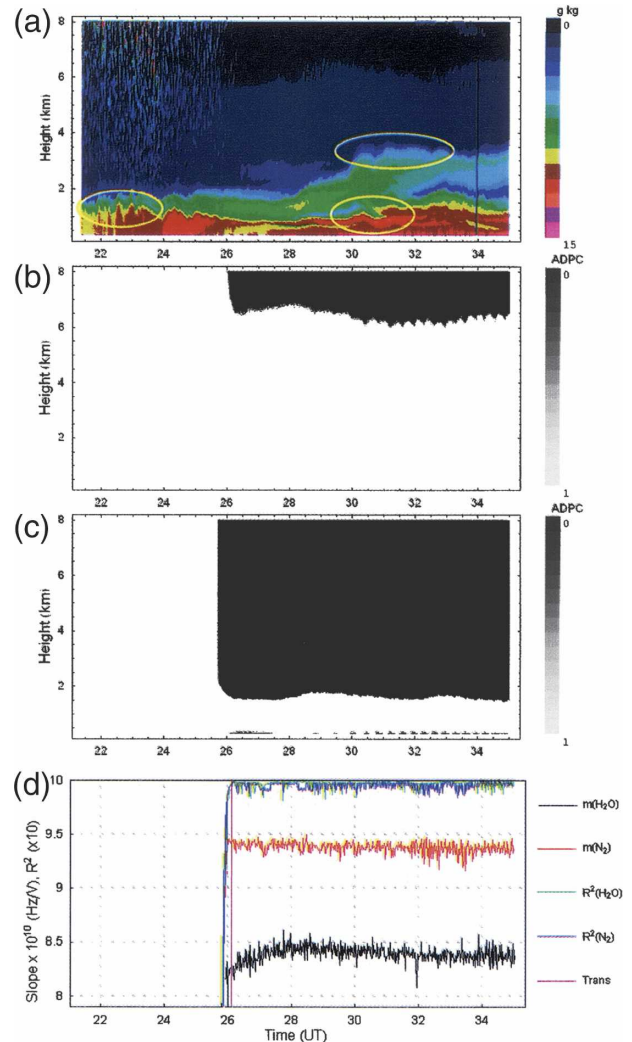 (a)
g kg
8
6
4
2
Height (km)
0
15
22 24 26 28 30 32 34
(b)
ADPC
8
6
4
2
Height (km)
0
1
22 24 26 28 30 32 34
(c)
ADPC
8
6
4
2
Height (km)
0
1
22 24 26 28 30 32 34
(d)
10
9.5
9
8.5
8
Slope x 10¹⁰ (Hz/V), R² (x10)
m(H₂O)
m(N₂)
R²(H₂O)
R²(N₂)
Trans
22 24 26 28 30 32 34
Time (UT)